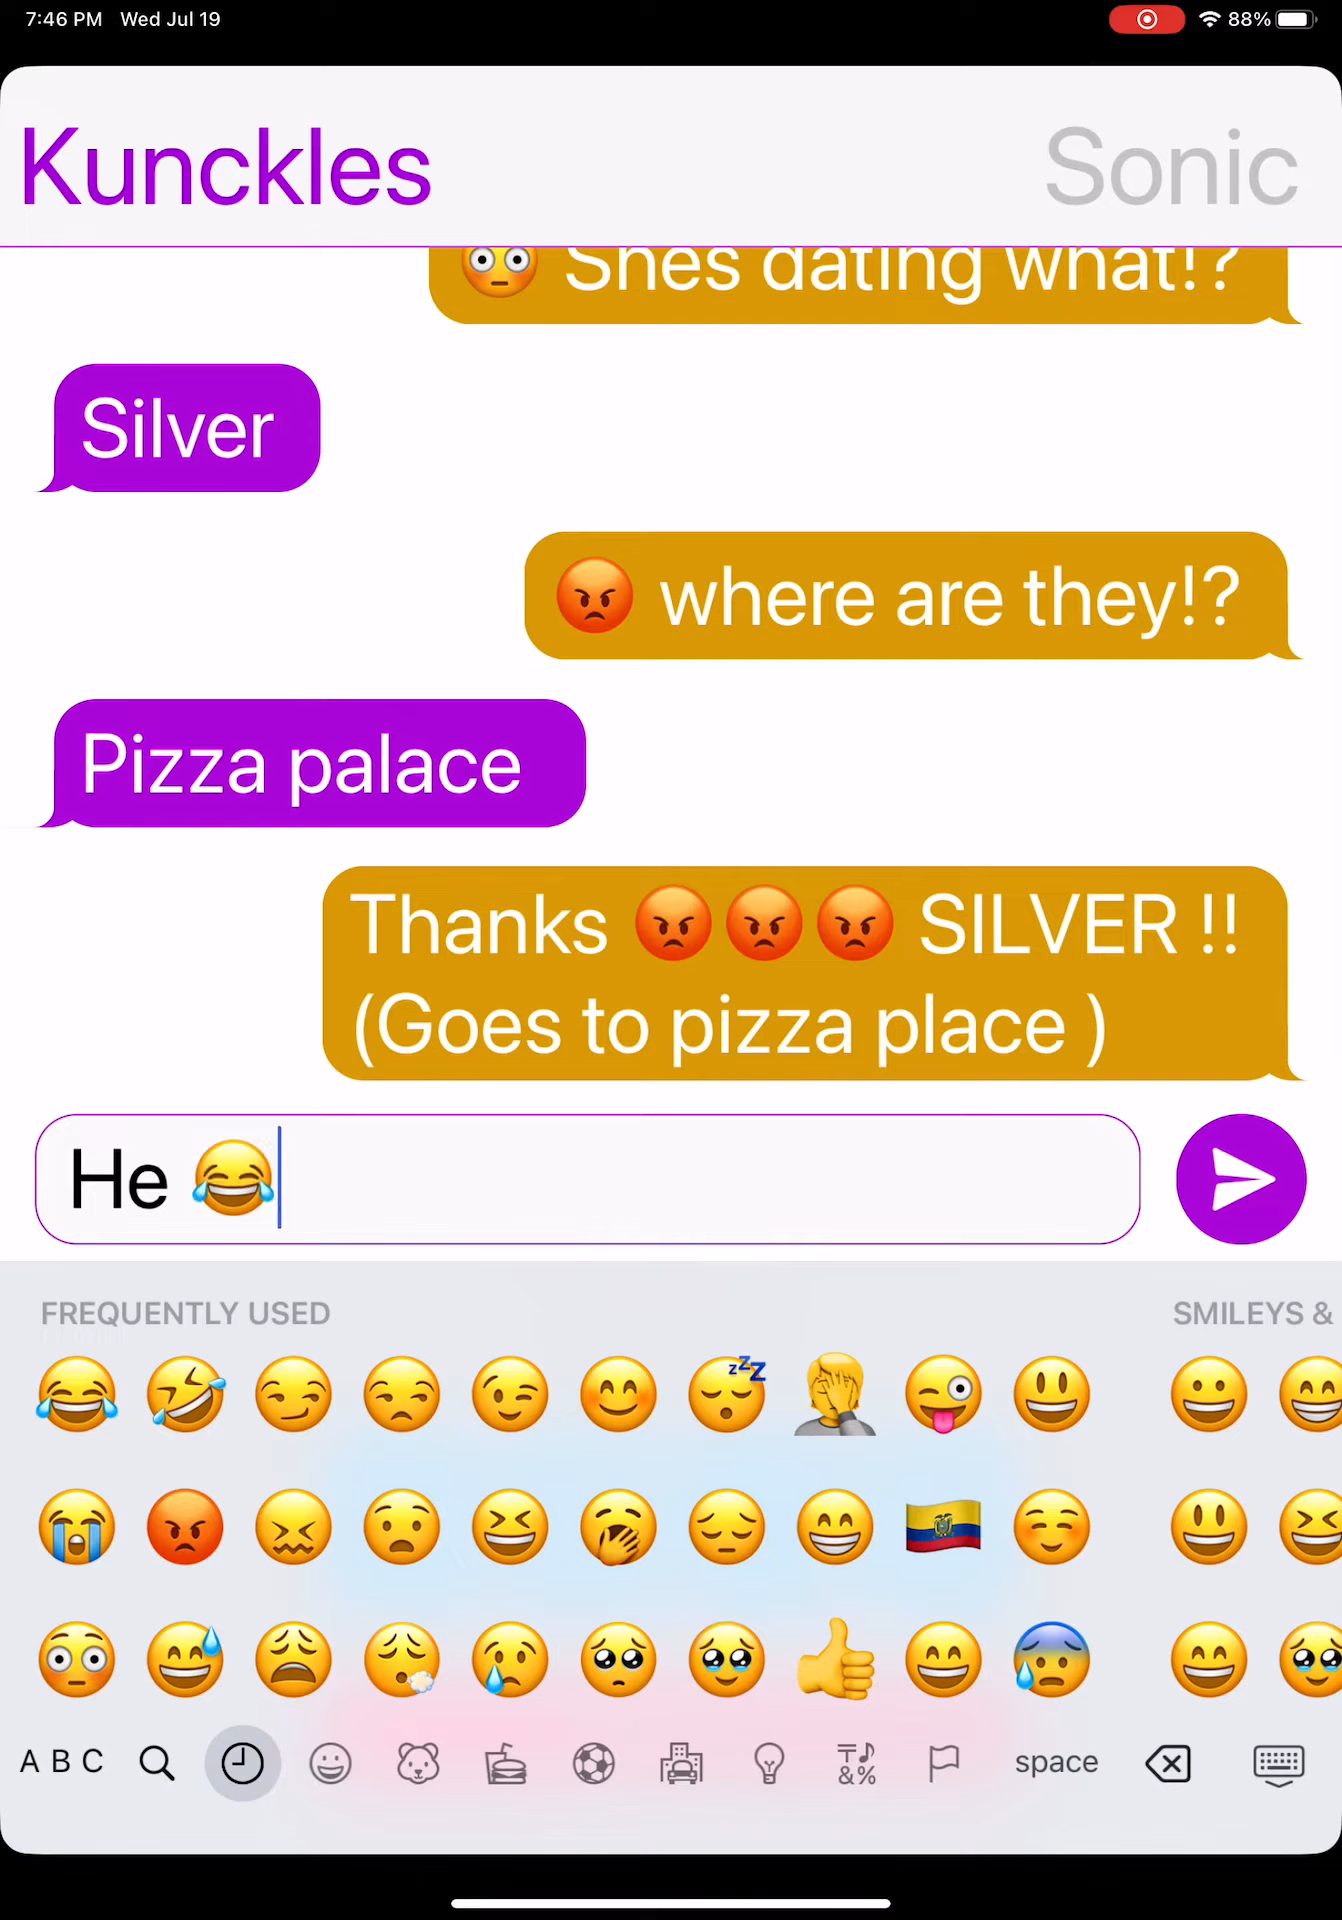 7:46 PM Wed Jul 19 88%
Kunckles Sonic
😳 Shes dating what!?
Silver
😡 where are they!?
Pizza palace
Thanks 😡😡😡 SILVER !!
(Goes to pizza place )
He 😂
FREQUENTLY USED SMILEYS &
ABC space